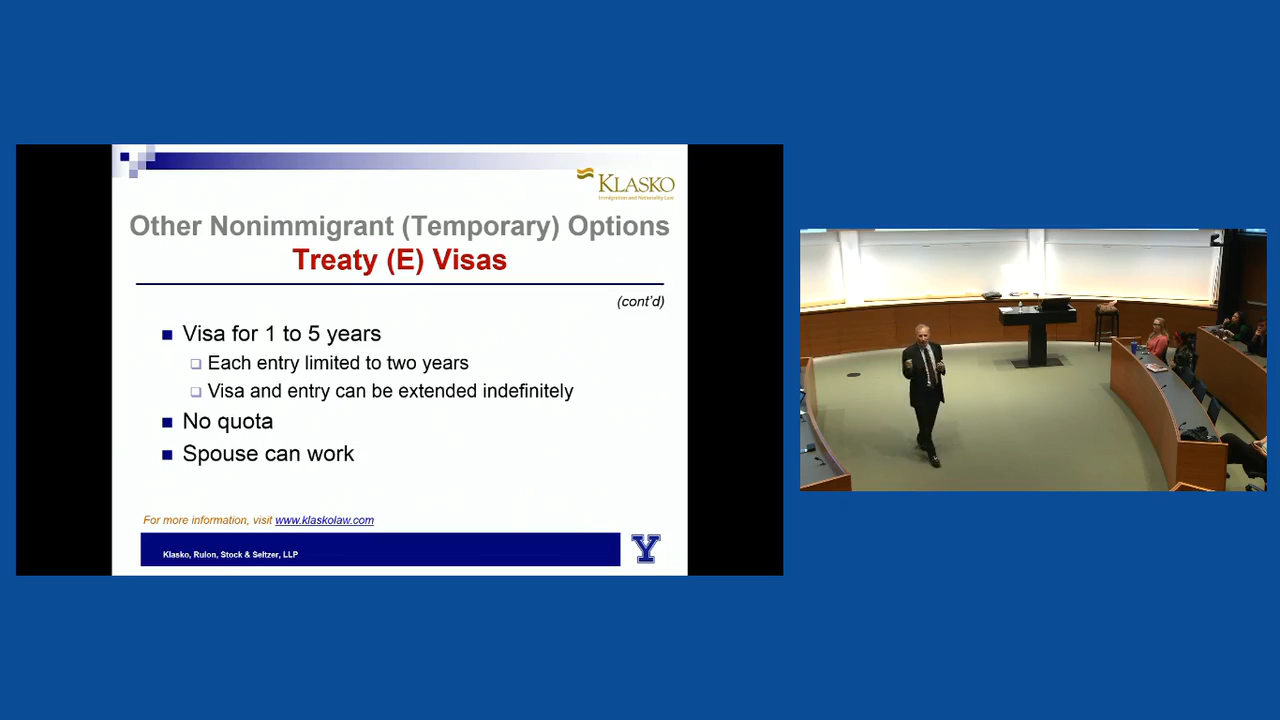 KLASKO
Immigration and Nationality Law
Other Nonimmigrant (Temporary) Options
Treaty (E) Visas
(cont'd)
Visa for 1 to 5 years
Each entry limited to two years
Visa and entry can be extended indefinitely
No quota
Spouse can work
For more information, visit www.klaskolaw.com
Klasko, Rulon, Stock & Seltzer, LLP
Y